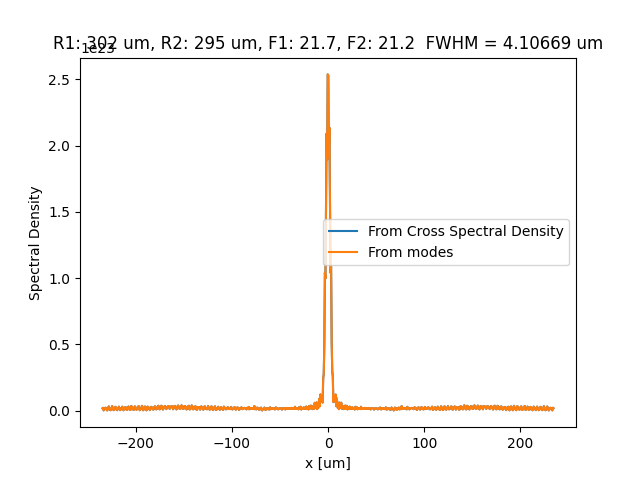 R1: 302 um, R2: 295 um, F1: 21.7, F2: 21.2  FWHM = 4.10669 um
1e23
2.5
2.0
1.5
1.0
0.5
0.0
Spectral Density
From Cross Spectral Density
From modes
−200
−100
0
100
200
x [um]